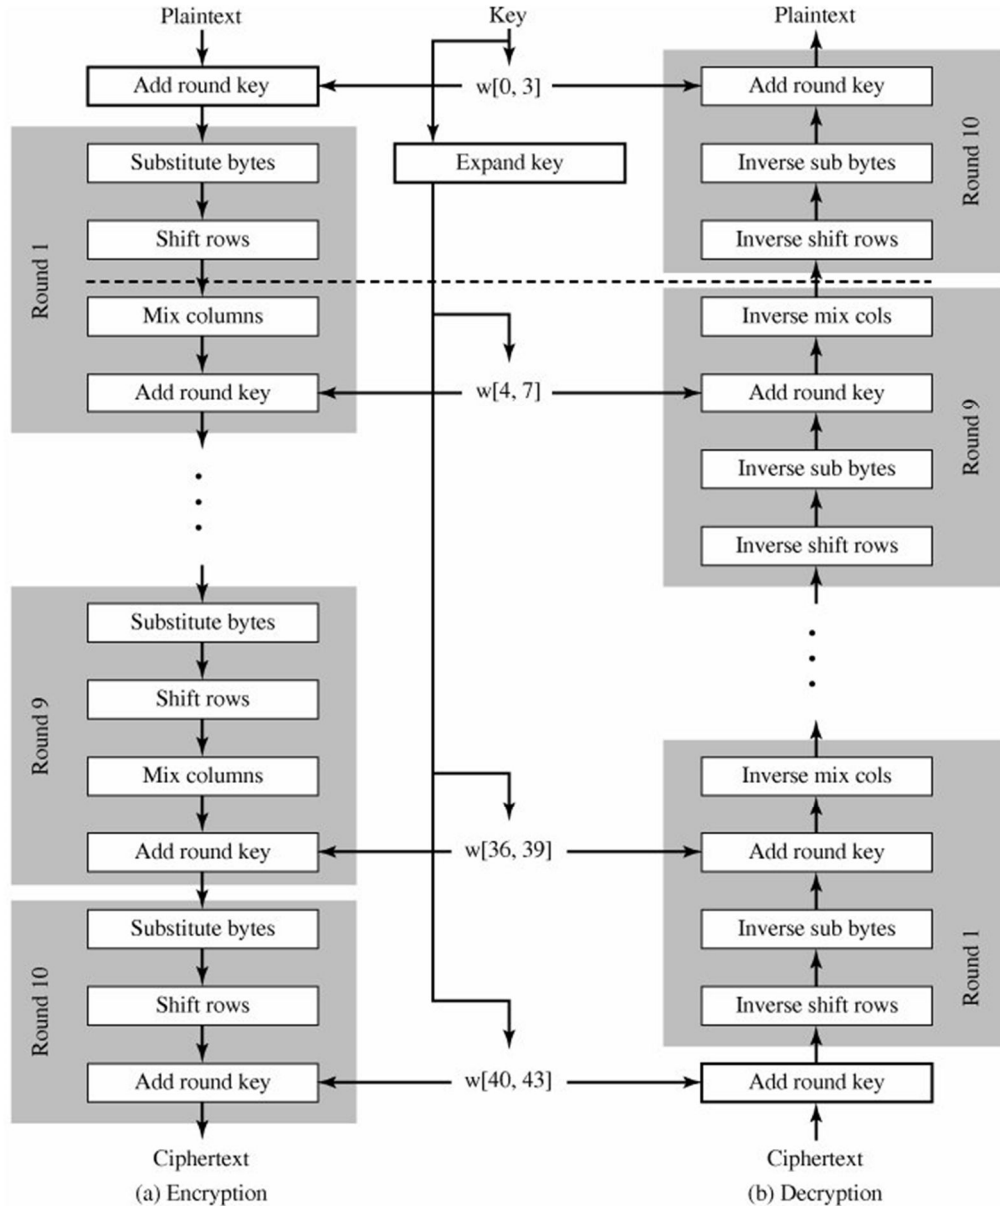 Plaintext
Key
Plaintext
Add round key
w[0, 3]
Add round key
Substitute bytes
Expand key
Inverse sub bytes
Round 10
Shift rows
Inverse shift rows
Round 1
Mix columns
Inverse mix cols
Add round key
w[4, 7]
Add round key
Round 9
Inverse sub bytes
Inverse shift rows
Substitute bytes
Shift rows
Round 9
Mix columns
Inverse mix cols
Add round key
w[36, 39]
Add round key
Substitute bytes
Inverse sub bytes
Round 1
Round 10
Shift rows
Inverse shift rows
Add round key
w[40, 43]
Add round key
Ciphertext
Ciphertext
(a) Encryption
(b) Decryption